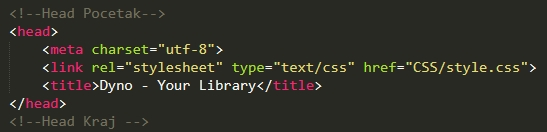 <!--Head Pocetak-->
<head>
    <meta charset="utf-8">
    <link rel="stylesheet" type="text/css" href="CSS/style.css">
    <title>Dyno - Your Library</title>
</head>
<!--Head Kraj -->